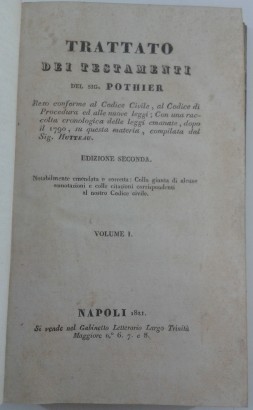 TRATTATO
DEI TESTAMENTI
DEL SIG. POTHIER
Reso conforme al Codice Civile, al Codice di
Procedura ed alle nuove leggi; Con una rac-
colta cronologica delle leggi emanate, dopo
il 1790, in questa materia, compilata dal
Sig. HUTTEAU.
EDIZIONE SECONDA.
Notabilmente emendata e corretta: Colla giunta di alcune
annotazioni e colle citazioni corrispondenti
al nostro Codice civile.
VOLUME I.
NAPOLI 1821.
Si vende nel Gabinetto Letterario Largo Trinità
Maggiore n.° 6. 7. e 8.